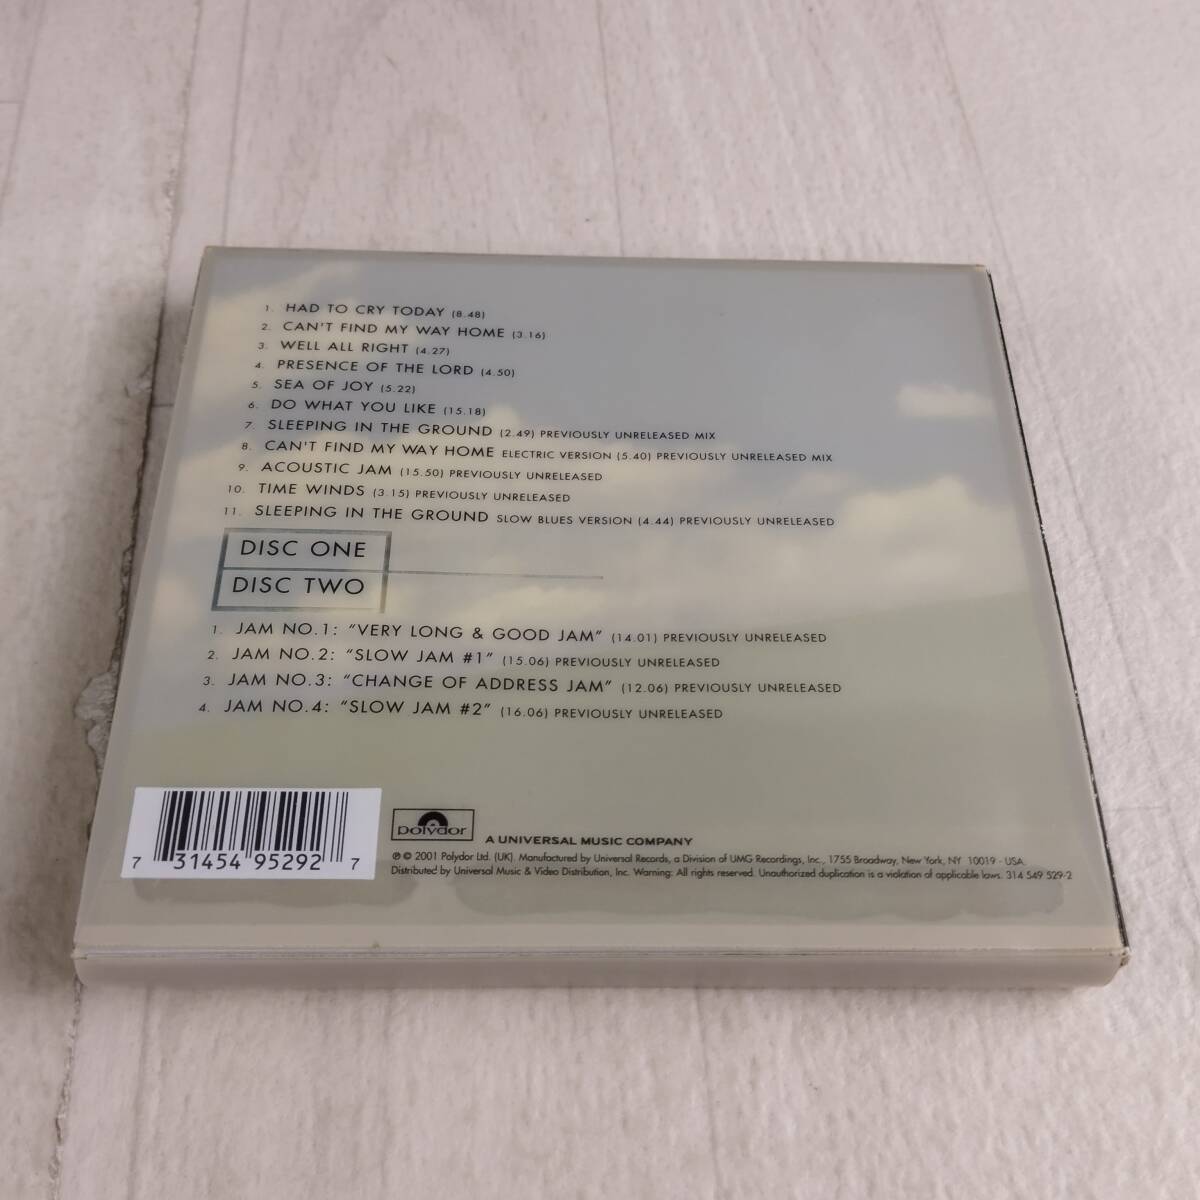 1. HAD TO CRY TODAY (8.48)
2. CAN'T FIND MY WAY HOME (3.16)
3. WELL ALL RIGHT (4.27)
4. PRESENCE OF THE LORD (4.50)
5. SEA OF JOY (5.22)
6. DO WHAT YOU LIKE (15.18)
7. SLEEPING IN THE GROUND (2.49) PREVIOUSLY UNRELEASED MIX
8. CAN'T FIND MY WAY HOME ELECTRIC VERSION (5.40) PREVIOUSLY UNRELEASED MIX
9. ACOUSTIC JAM (15.50) PREVIOUSLY UNRELEASED
10. TIME WINDS (3.15) PREVIOUSLY UNRELEASED
11. SLEEPING IN THE GROUND SLOW BLUES VERSION (4.44) PREVIOUSLY UNRELEASED
DISC ONE
DISC TWO
1. JAM NO.1: "VERY LONG & GOOD JAM" (14.01) PREVIOUSLY UNRELEASED
2. JAM NO.2: "SLOW JAM #1" (15.06) PREVIOUSLY UNRELEASED
3. JAM NO.3: "CHANGE OF ADDRESS JAM" (12.06) PREVIOUSLY UNRELEASED
4. JAM NO.4: "SLOW JAM #2" (16.06) PREVIOUSLY UNRELEASED
7 31454 95292 7
polydor
A UNIVERSAL MUSIC COMPANY
℗ © 2001 Polydor Ltd. (UK). Manufactured by Universal Records, a Division of UMG Recordings, Inc., 1755 Broadway, New York, NY 10019 - USA.
Distributed by Universal Music & Video Distribution, Inc. Warning: All rights reserved. Unauthorized duplication is a violation of applicable laws. 314 549 529-2